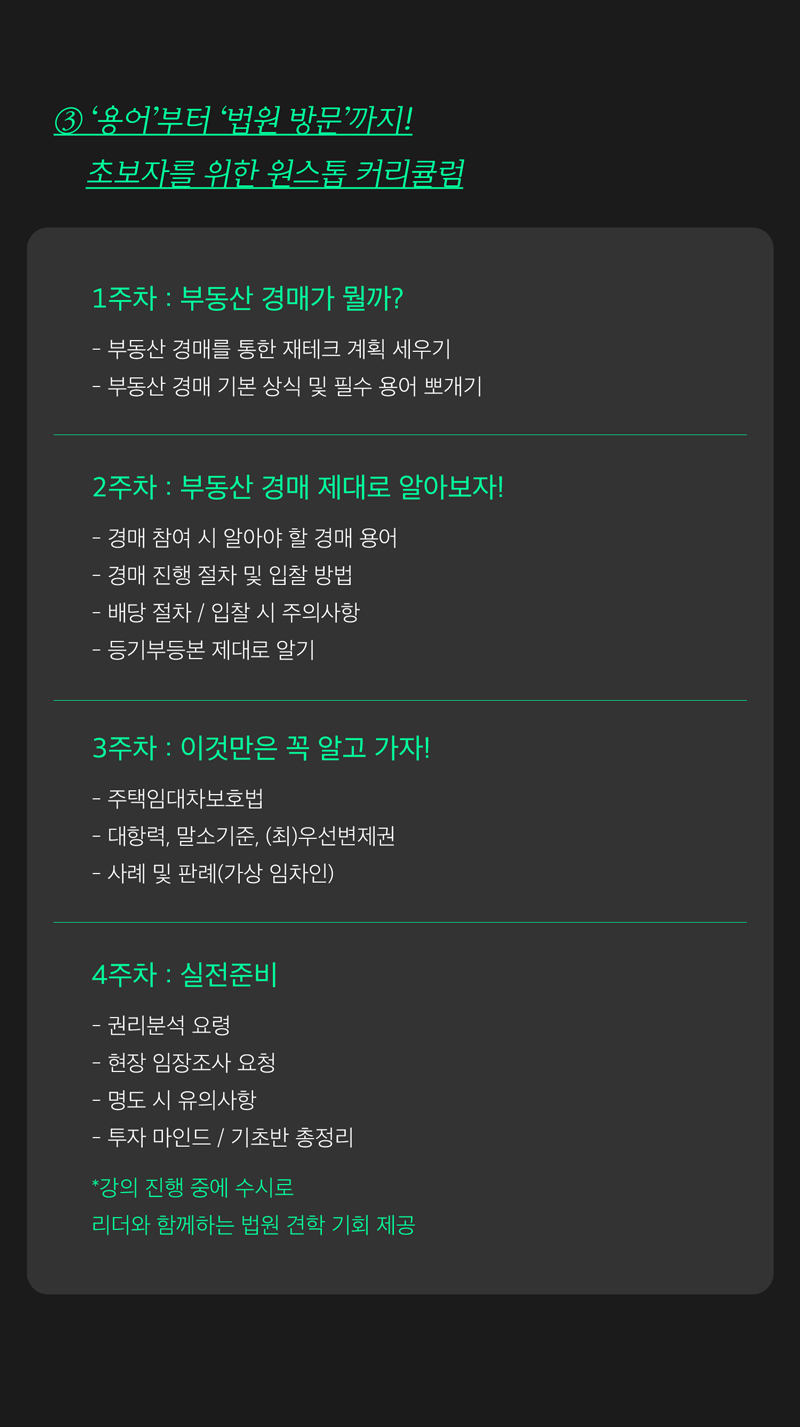 ③ ‘용어’부터 ‘법원 방문’까지!
초보자를 위한 원스톱 커리큘럼
1주차 : 부동산 경매가 뭘까?
- 부동산 경매를 통한 재테크 계획 세우기
- 부동산 경매 기본 상식 및 필수 용어 뽀개기
2주차 : 부동산 경매 제대로 알아보자!
- 경매 참여 시 알아야 할 경매 용어
- 경매 진행 절차 및 입찰 방법
- 배당 절차 / 입찰 시 주의사항
- 등기부등본 제대로 알기
3주차 : 이것만은 꼭 알고 가자!
- 주택임대차보호법
- 대항력, 말소기준, (최)우선변제권
- 사례 및 판례(가상 임차인)
4주차 : 실전준비
- 권리분석 요령
- 현장 임장조사 요청
- 명도 시 유의사항
- 투자 마인드 / 기초반 총정리
*강의 진행 중에 수시로
리더와 함께하는 법원 견학 기회 제공